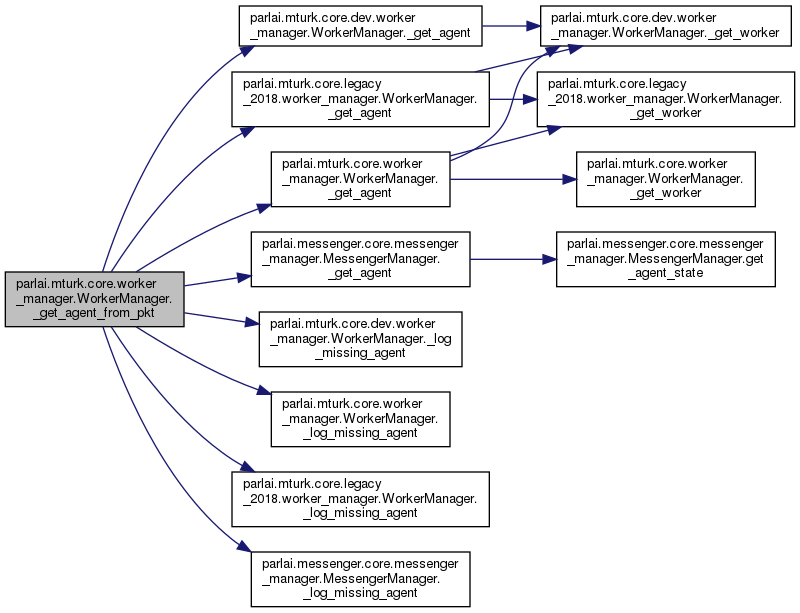 parlai.mturk.core.worker
_manager.WorkerManager.
_get_agent_from_pkt
parlai.mturk.core.dev.worker
_manager.WorkerManager._get_agent
parlai.mturk.core.dev.worker
_manager.WorkerManager._get_worker
parlai.mturk.core.legacy
_2018.worker_manager.WorkerManager.
_get_agent
parlai.mturk.core.legacy
_2018.worker_manager.WorkerManager.
_get_worker
parlai.mturk.core.worker
_manager.WorkerManager.
_get_agent
parlai.mturk.core.worker
_manager.WorkerManager.
_get_worker
parlai.messenger.core.messenger
_manager.MessengerManager.
_get_agent
parlai.messenger.core.messenger
_manager.MessengerManager.get
_agent_state
parlai.mturk.core.dev.worker
_manager.WorkerManager._log
_missing_agent
parlai.mturk.core.worker
_manager.WorkerManager.
_log_missing_agent
parlai.mturk.core.legacy
_2018.worker_manager.WorkerManager.
_log_missing_agent
parlai.messenger.core.messenger
_manager.MessengerManager.
_log_missing_agent